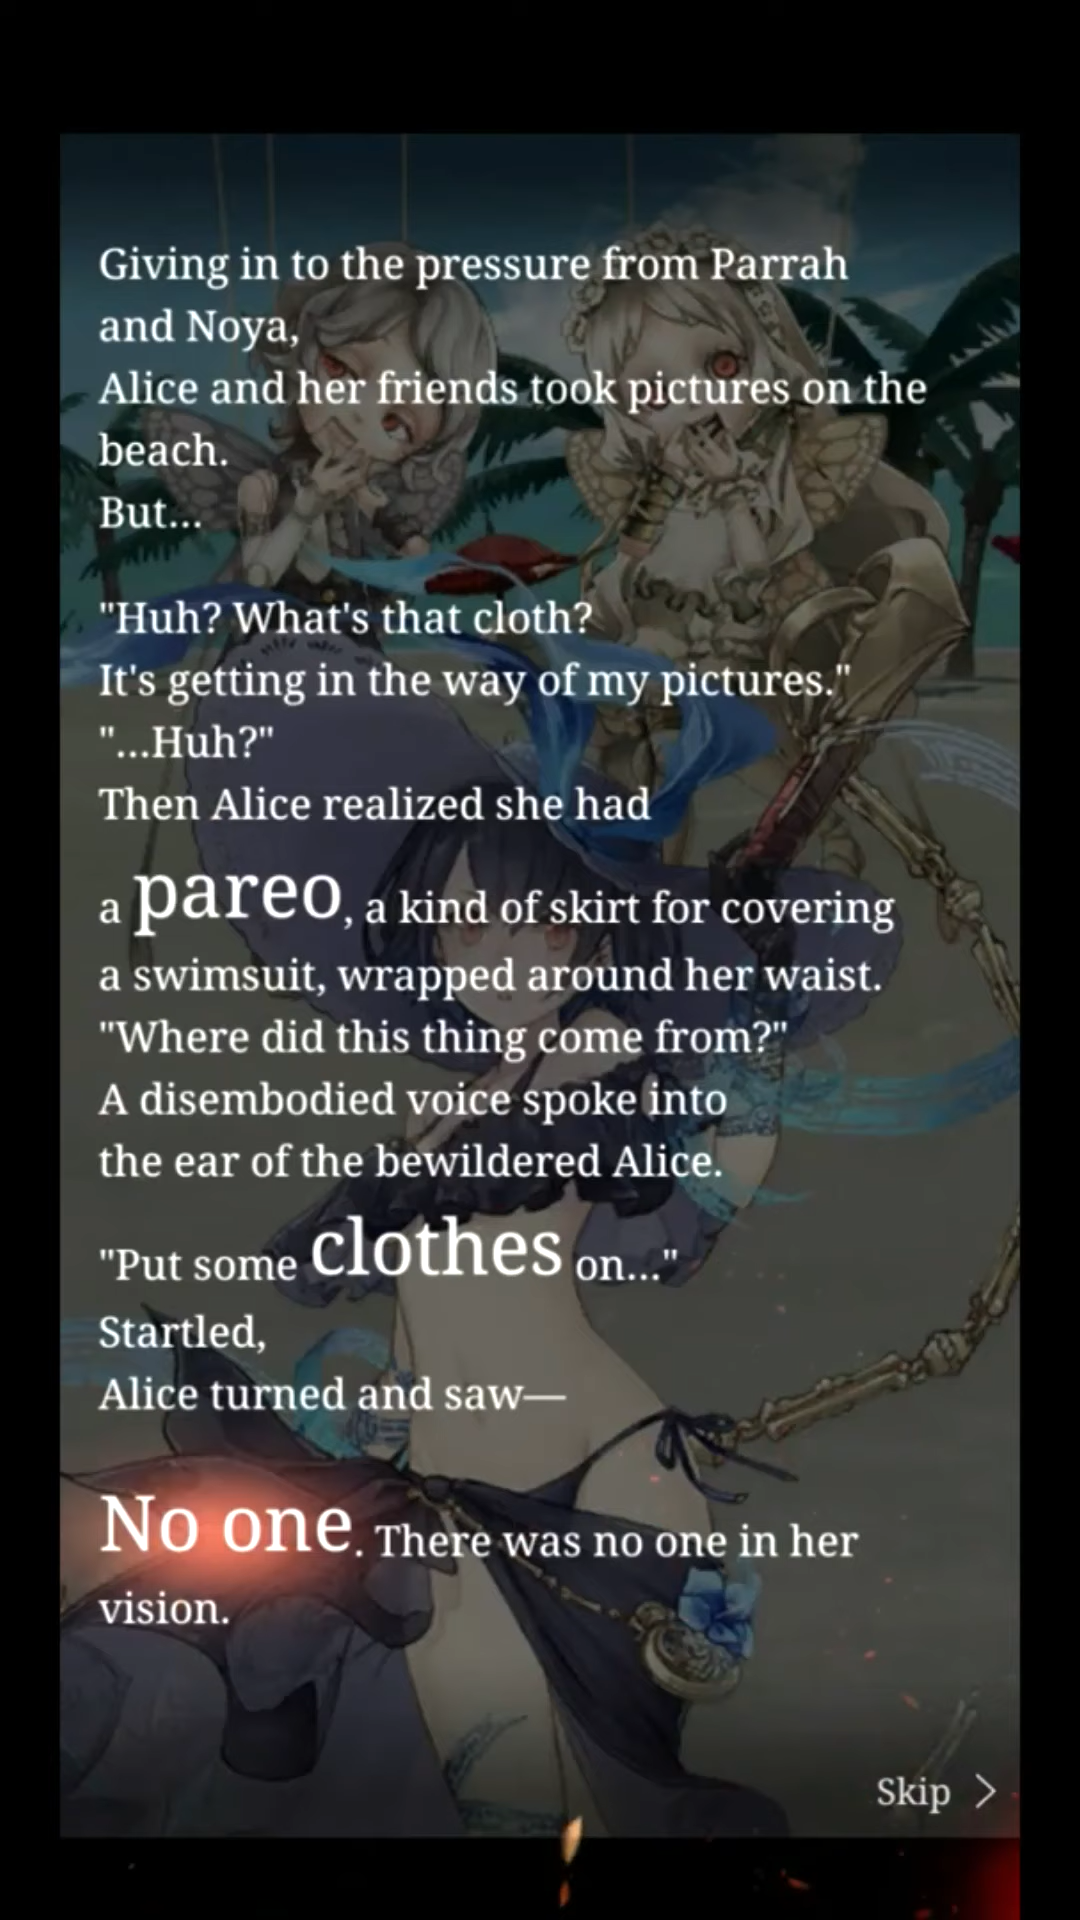 Giving in to the pressure from Parrah
and Noya,
Alice and her friends took pictures on the
beach.
But...
"Huh? What's that cloth?
It's getting in the way of my pictures."
"...Huh?"
Then Alice realized she had
a pareo, a kind of skirt for covering
a swimsuit, wrapped around her waist.
"Where did this thing come from?"
A disembodied voice spoke into
the ear of the bewildered Alice.
"Put some clothes on..."
Startled,
Alice turned and saw—
No one. There was no one in her
vision.
Skip >